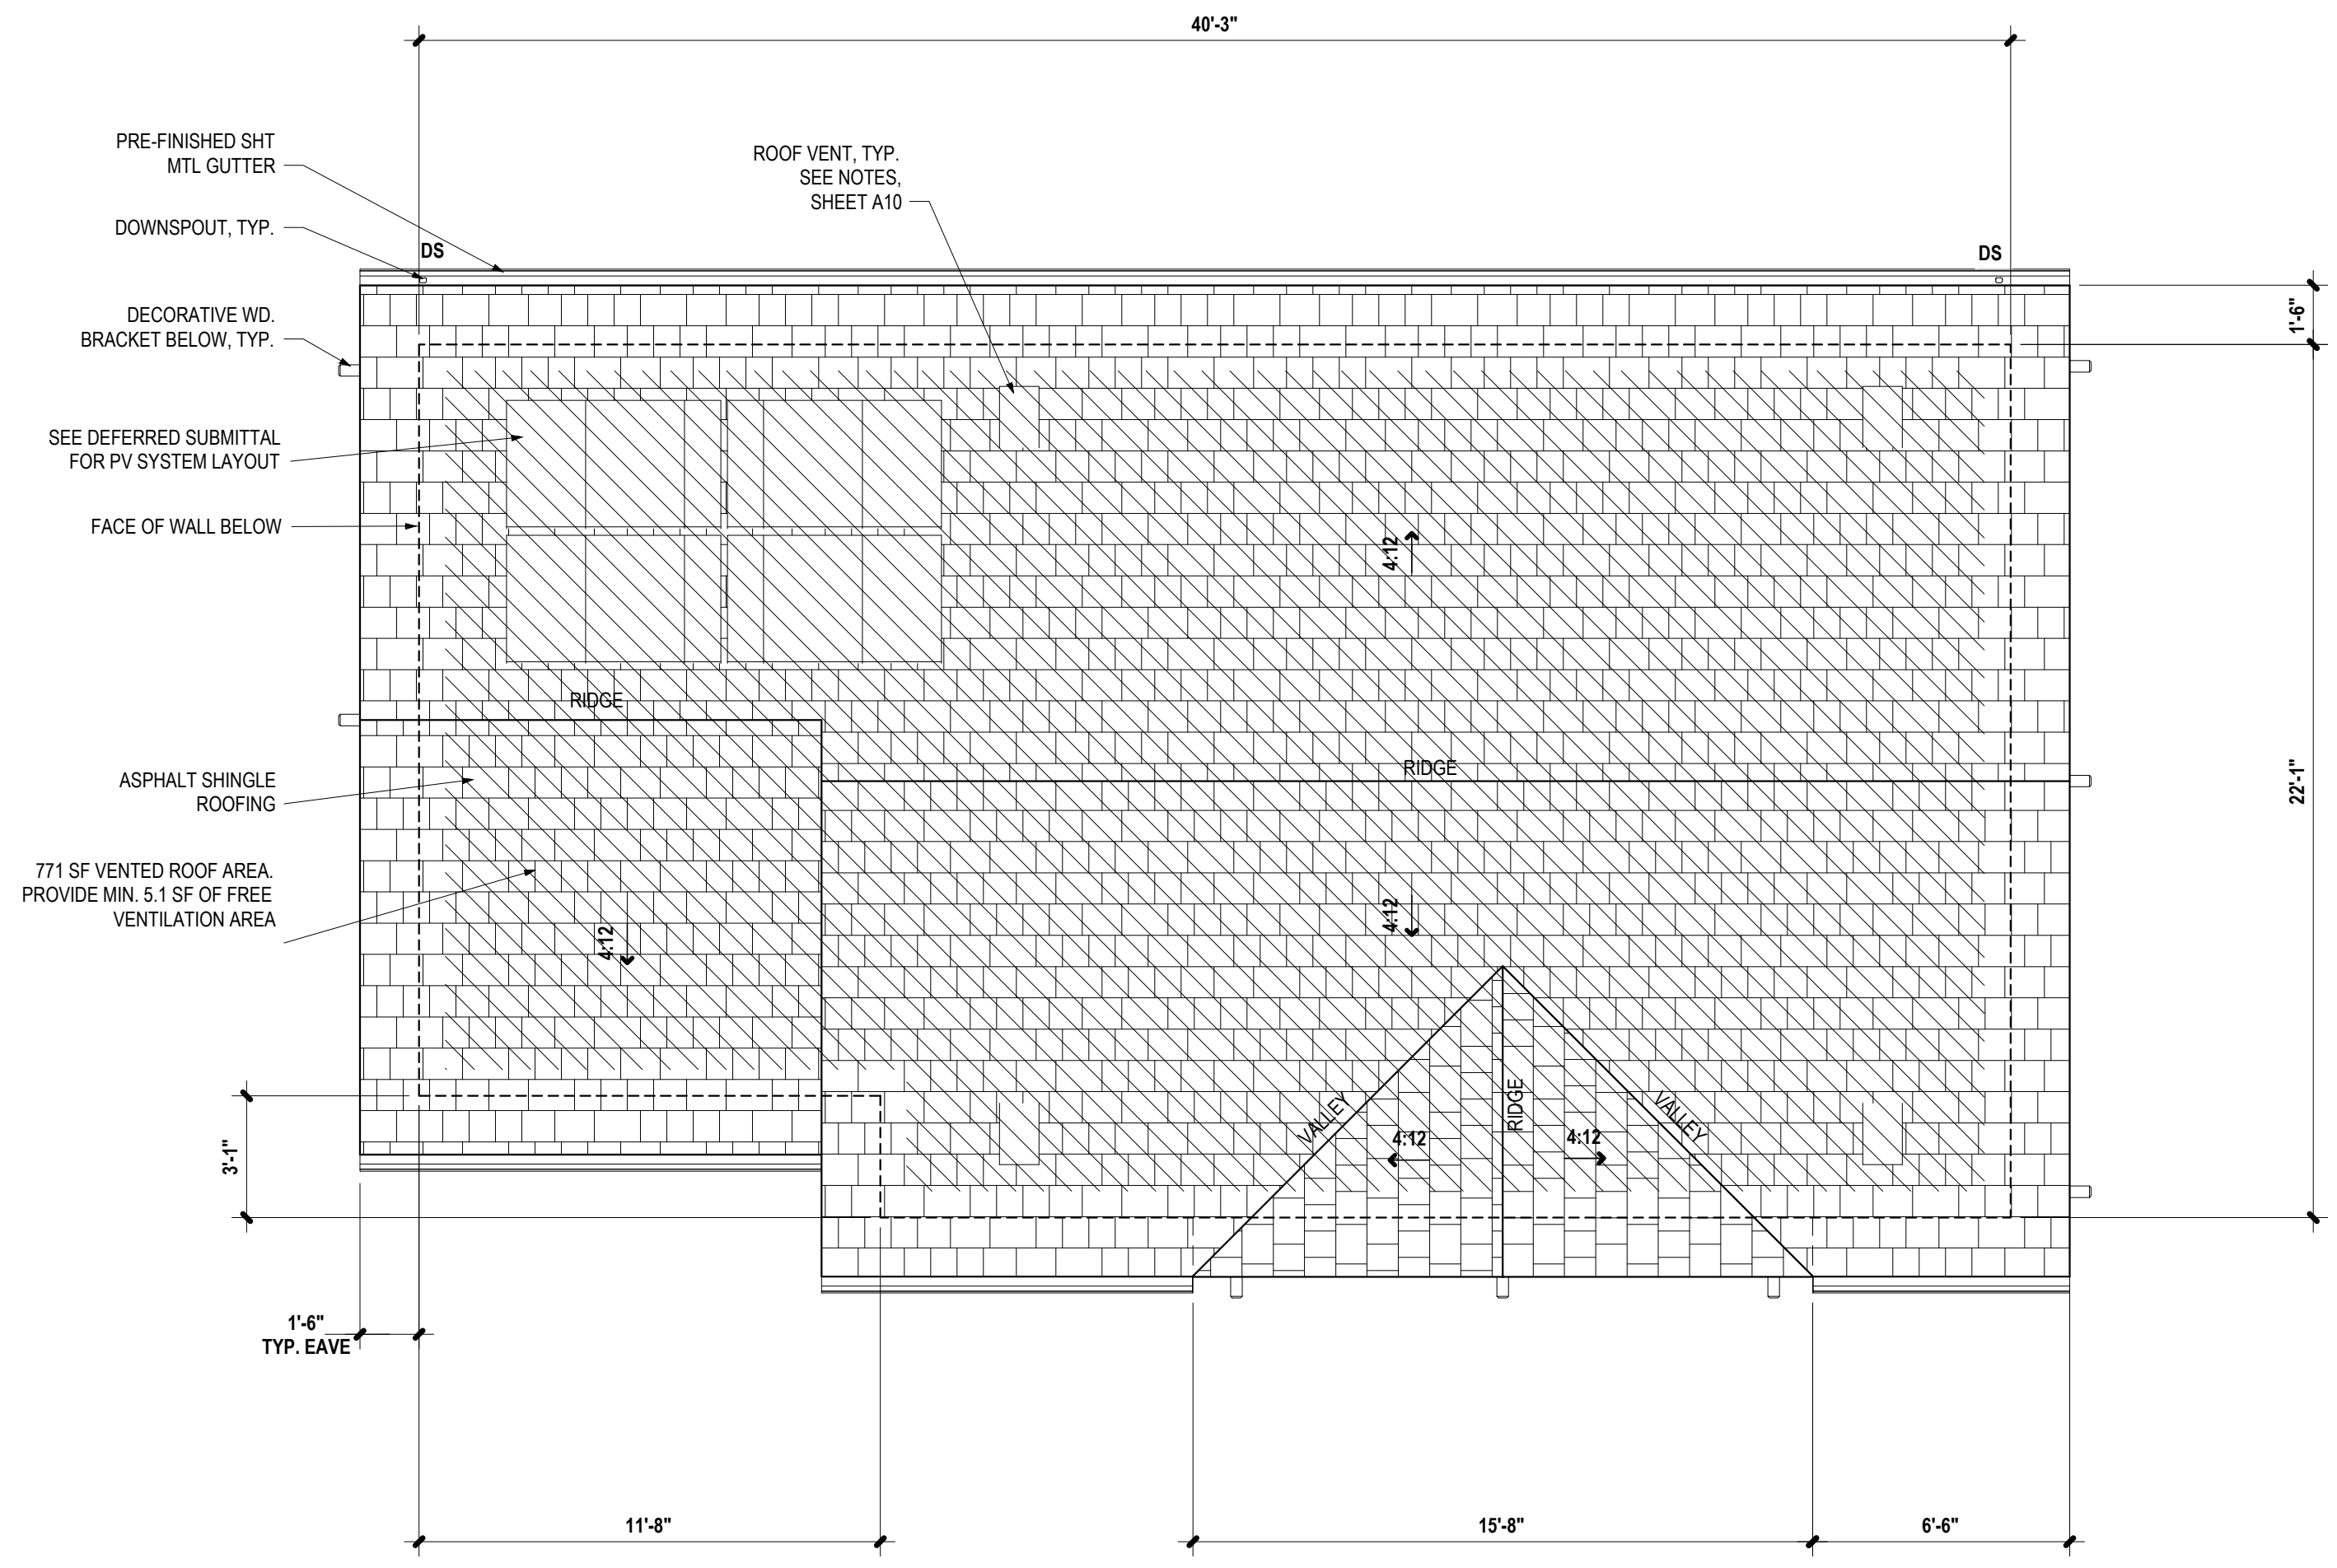 40'-3"
PRE-FINISHED SHT
MTL GUTTER
ROOF VENT, TYP.
SEE NOTES,
SHEET A10
DOWNSPOUT, TYP.
DS
DS
DECORATIVE WD.
BRACKET BELOW, TYP.
1'-6"
SEE DEFERRED SUBMITTAL
FOR PV SYSTEM LAYOUT
FACE OF WALL BELOW
4:12
RIDGE
RIDGE
22'-1"
ASPHALT SHINGLE
ROOFING
771 SF VENTED ROOF AREA.
PROVIDE MIN. 5.1 SF OF FREE
VENTILATION AREA
4:12
4:12
VALLEY
RIDGE
VALLEY
4:12
4:12
3'-1"
1'-6"
TYP. EAVE
11'-8"
15'-8"
6'-6"